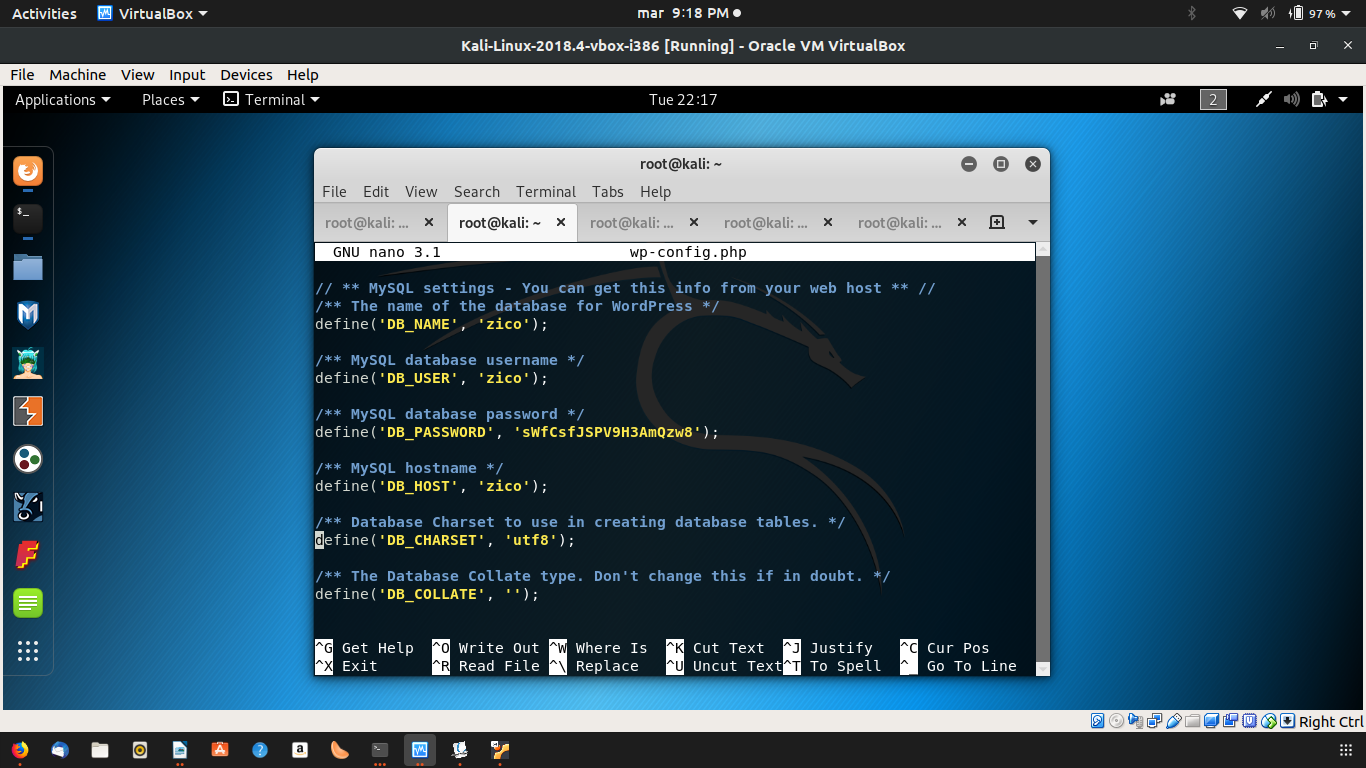 Activities VirtualBox mar 9:18 PM 97%
Kali-Linux-2018.4-vbox-i386 [Running] - Oracle VM VirtualBox
File Machine View Input Devices Help
Applications Places Terminal Tue 22:17 2
root@kali: ~
File Edit View Search Terminal Tabs Help
root@kali: ... root@kali: ~ root@kali: ... root@kali: ... root@kali: ...
GNU nano 3.1 wp-config.php
// ** MySQL settings - You can get this info from your web host ** //
/** The name of the database for WordPress */
define('DB_NAME', 'zico');
/** MySQL database username */
define('DB_USER', 'zico');
/** MySQL database password */
define('DB_PASSWORD', 'sWfCsfJSPV9H3AmQzw8');
/** MySQL hostname */
define('DB_HOST', 'zico');
/** Database Charset to use in creating database tables. */
define('DB_CHARSET', 'utf8');
/** The Database Collate type. Don't change this if in doubt. */
define('DB_COLLATE', '');
^G Get Help ^O Write Out ^W Where Is ^K Cut Text ^J Justify ^C Cur Pos
^X Exit ^R Read File ^\ Replace ^U Uncut Text ^T To Spell ^_ Go To Line
Right Ctrl